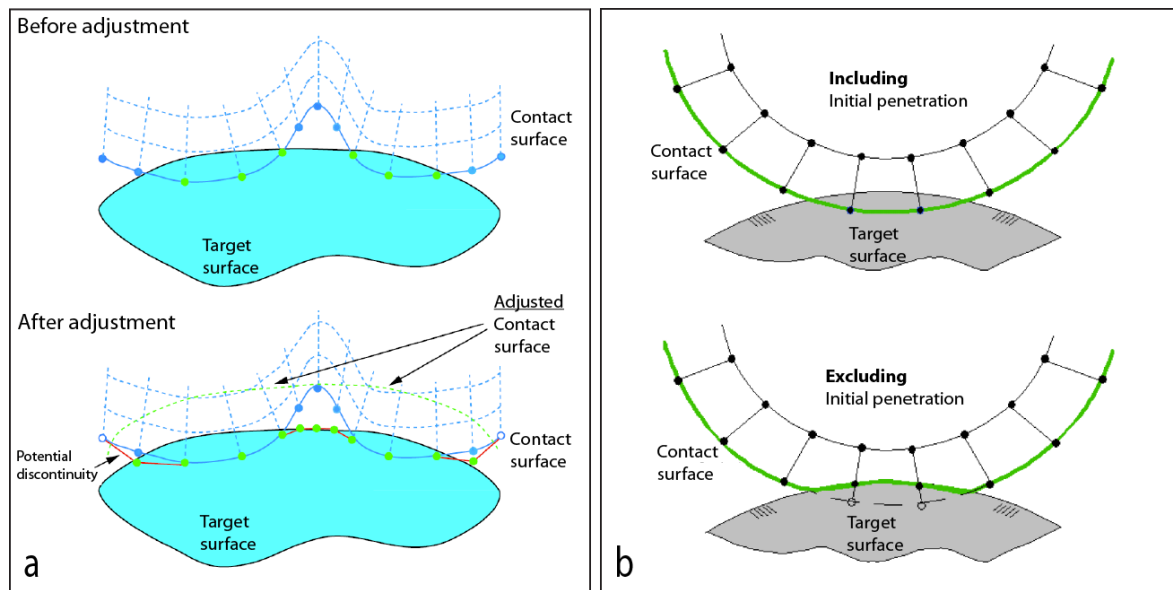 Before adjustment
Contact
surface
Target
surface
After adjustment
Adjusted
Contact
surface
Potential
discontinuity
Contact
surface
Target
surface
a
Including
Initial penetration
Contact
surface
Target
surface
Excluding
Initial penetration
Contact
surface
Target
surface
b